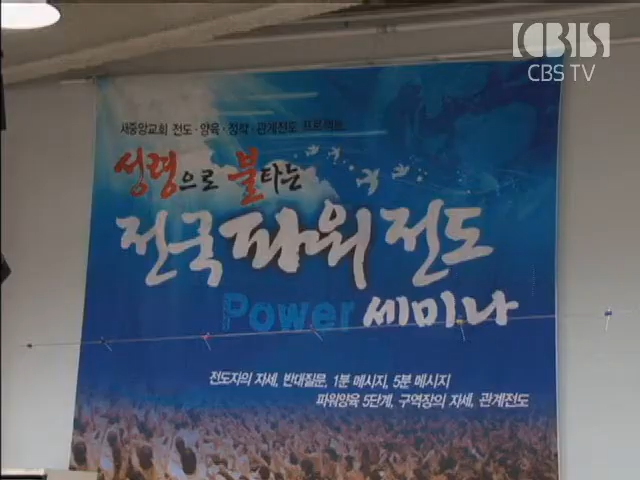 CBS
CBS TV
새중앙교회 전도·양육·정착·관계전도 프로젝트
성령으로 불타는
전국파워전도
Power 세미나
전도자의 자세, 반대질문, 1분 메시지, 5분 메시지
파워양육 5단계, 구역장의 자세, 관계전도